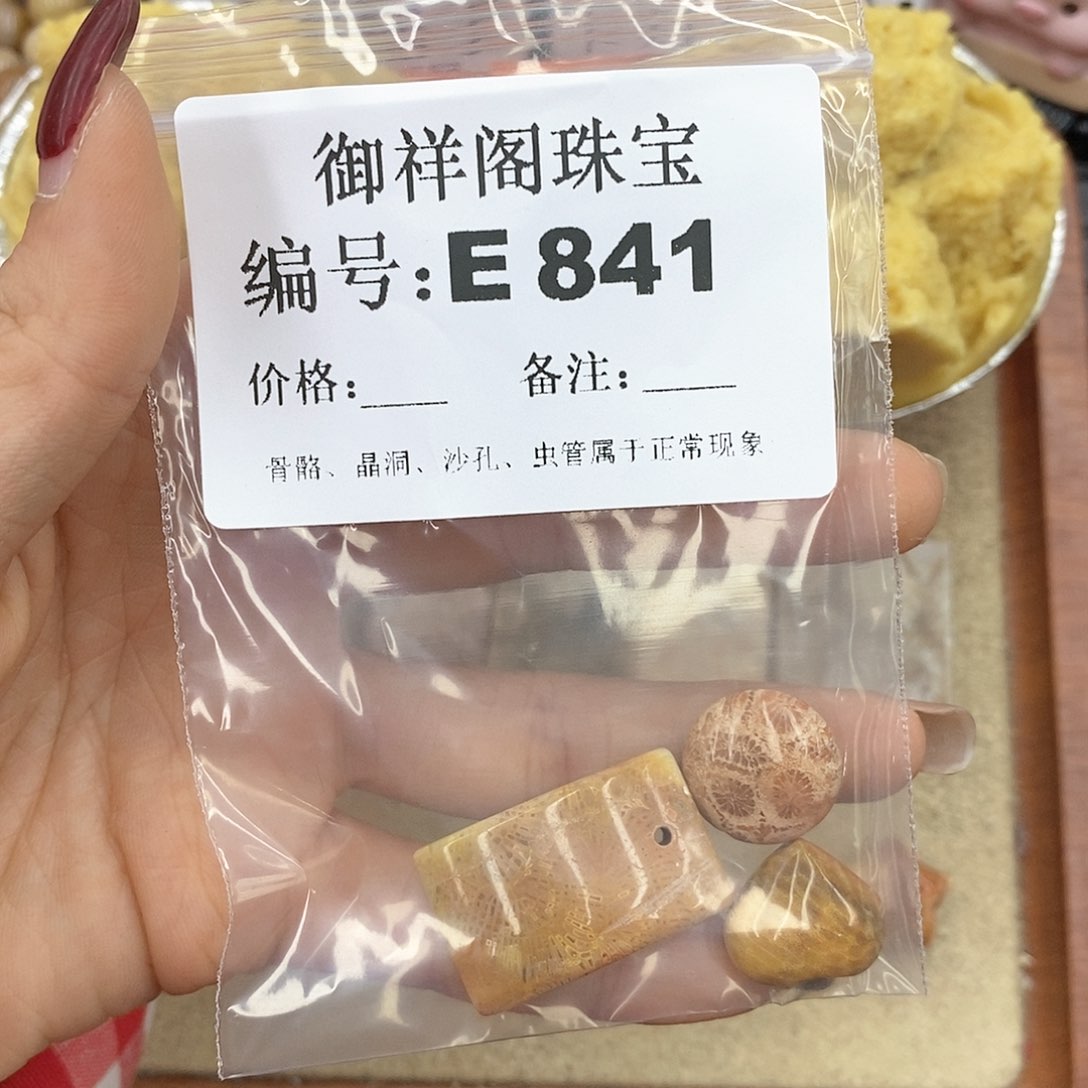 御祥阁珠宝
编号:E 841
价格:____ 备注:____
骨骼、晶洞、沙孔、虫管属于正常现象